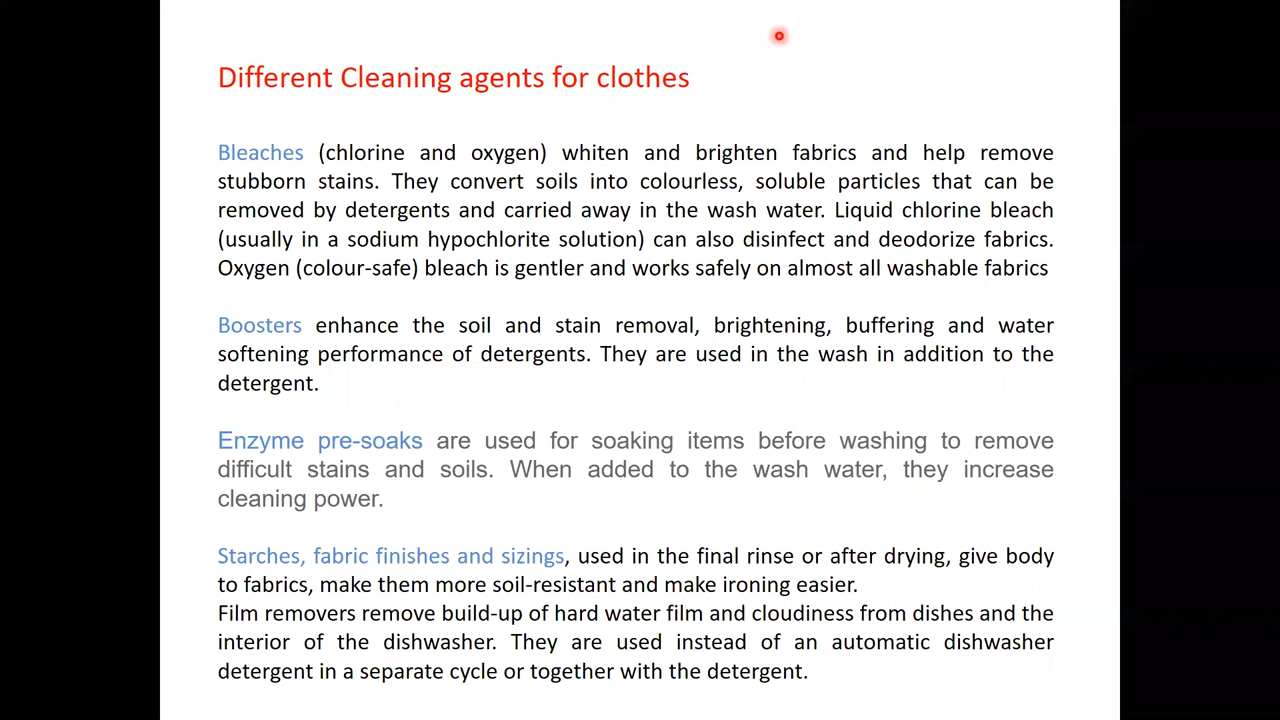 Different Cleaning agents for clothes
Bleaches (chlorine and oxygen) whiten and brighten fabrics and help remove
stubborn stains. They convert soils into colourless, soluble particles that can be
removed by detergents and carried away in the wash water. Liquid chlorine bleach
(usually in a sodium hypochlorite solution) can also disinfect and deodorize fabrics.
Oxygen (colour-safe) bleach is gentler and works safely on almost all washable fabrics
Boosters enhance the soil and stain removal, brightening, buffering and water
softening performance of detergents. They are used in the wash in addition to the
detergent.
Enzyme pre-soaks are used for soaking items before washing to remove
difficult stains and soils. When added to the wash water, they increase
cleaning power.
Starches, fabric finishes and sizings, used in the final rinse or after drying, give body
to fabrics, make them more soil-resistant and make ironing easier.
Film removers remove build-up of hard water film and cloudiness from dishes and the
interior of the dishwasher. They are used instead of an automatic dishwasher
detergent in a separate cycle or together with the detergent.